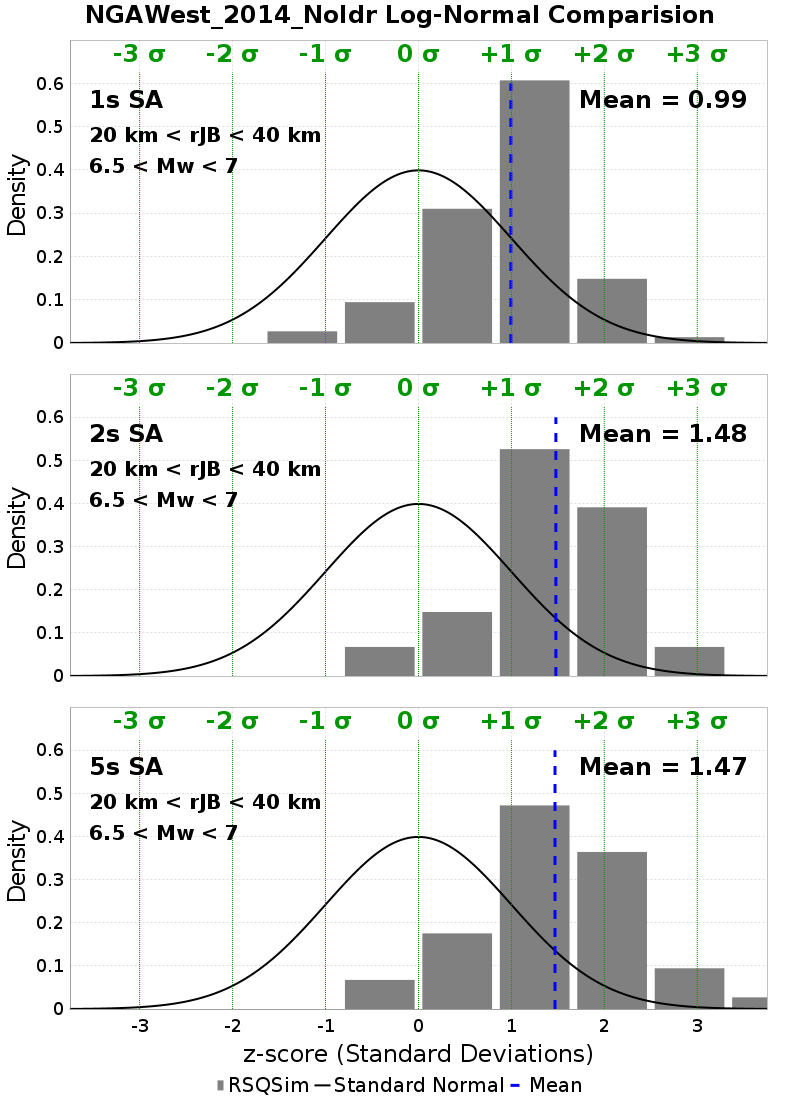 NGAWest_2014_NoIdr Log-Normal Comparision
-3 σ -2 σ -1 σ 0 σ +1 σ +2 σ +3 σ
0.6
1s SA Mean = 0.99
0.5
20 km < rJB < 40 km
6.5 < Mw < 7
0.4
0.3
0.2
0.1
0
Density
-3 σ -2 σ -1 σ 0 σ +1 σ +2 σ +3 σ
0.6
2s SA Mean = 1.48
0.5
20 km < rJB < 40 km
6.5 < Mw < 7
0.4
0.3
0.2
0.1
0
Density
-3 σ -2 σ -1 σ 0 σ +1 σ +2 σ +3 σ
0.6
5s SA Mean = 1.47
0.5
20 km < rJB < 40 km
6.5 < Mw < 7
0.4
0.3
0.2
0.1
0
Density
-3 -2 -1 0 1 2 3
z-score (Standard Deviations)
RSQSim Standard Normal Mean